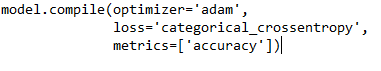 model.compile(optimizer='adam',
              loss='categorical_crossentropy',
              metrics=['accuracy'])